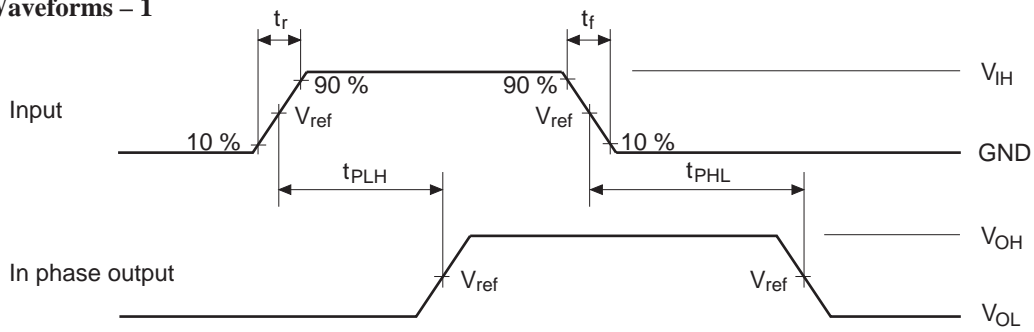 Waveforms – 1
tr
tf
90 %
90 %
VIH
Input
Vref
Vref
10 %
10 %
GND
tPLH
tPHL
VOH
In phase output
Vref
Vref
VOL